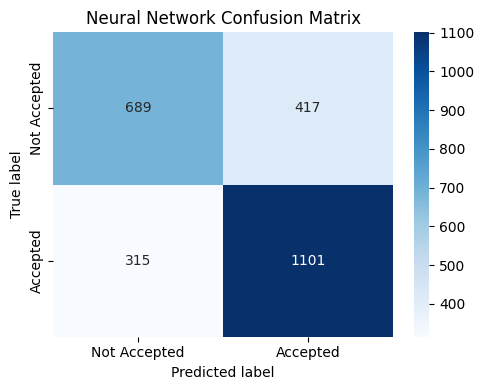 Neural Network Confusion Matrix
True label
Not Accepted
Accepted
689
417
315
1101
Not Accepted
Accepted
Predicted label
1100
1000
900
800
700
600
500
400